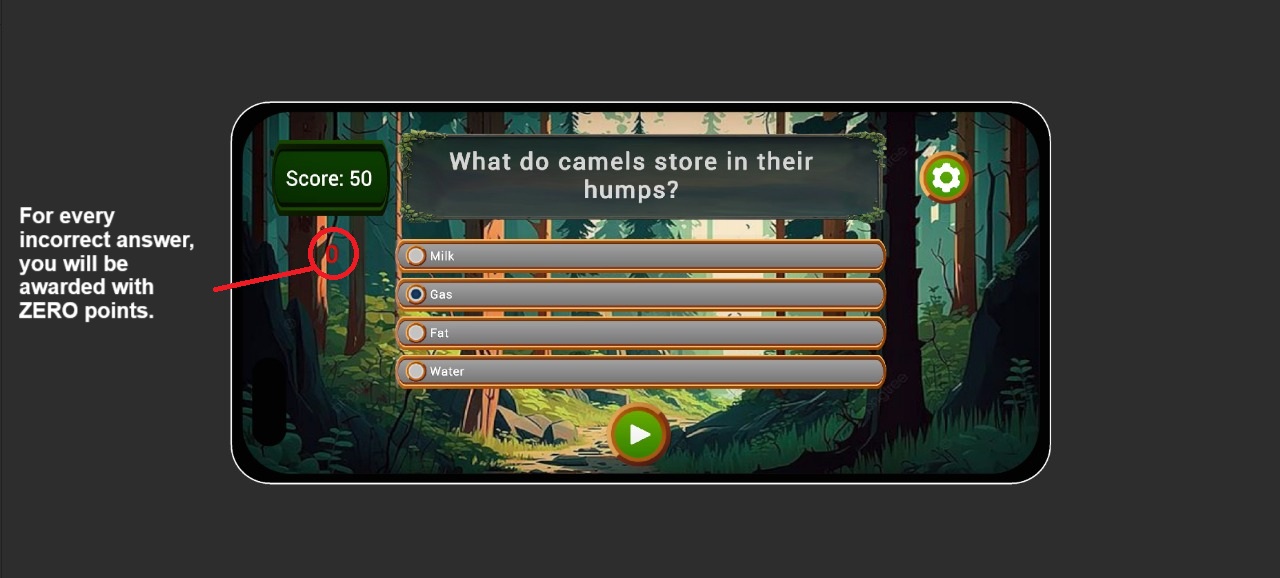 What do camels store in their
humps?
Score: 50
For every
incorrect answer,
you will be
awarded with
ZERO points.
0
Milk
Gas
Fat
Water